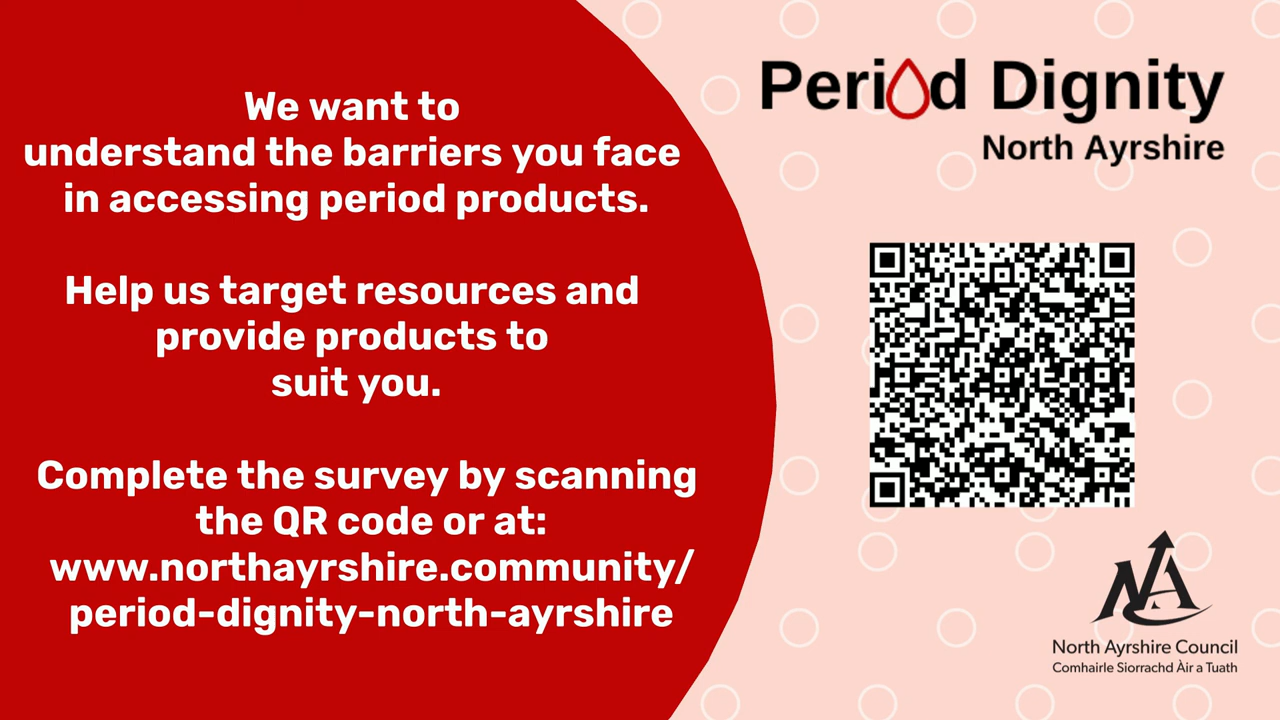 We want to
understand the barriers you face
in accessing period products.
Help us target resources and
provide products to
suit you.
Complete the survey by scanning
the QR code or at:
www.northayrshire.community/
period-dignity-north-ayrshire
Period Dignity
North Ayrshire
NA
North Ayrshire Council
Comhairle Siorrachd Àir a Tuath